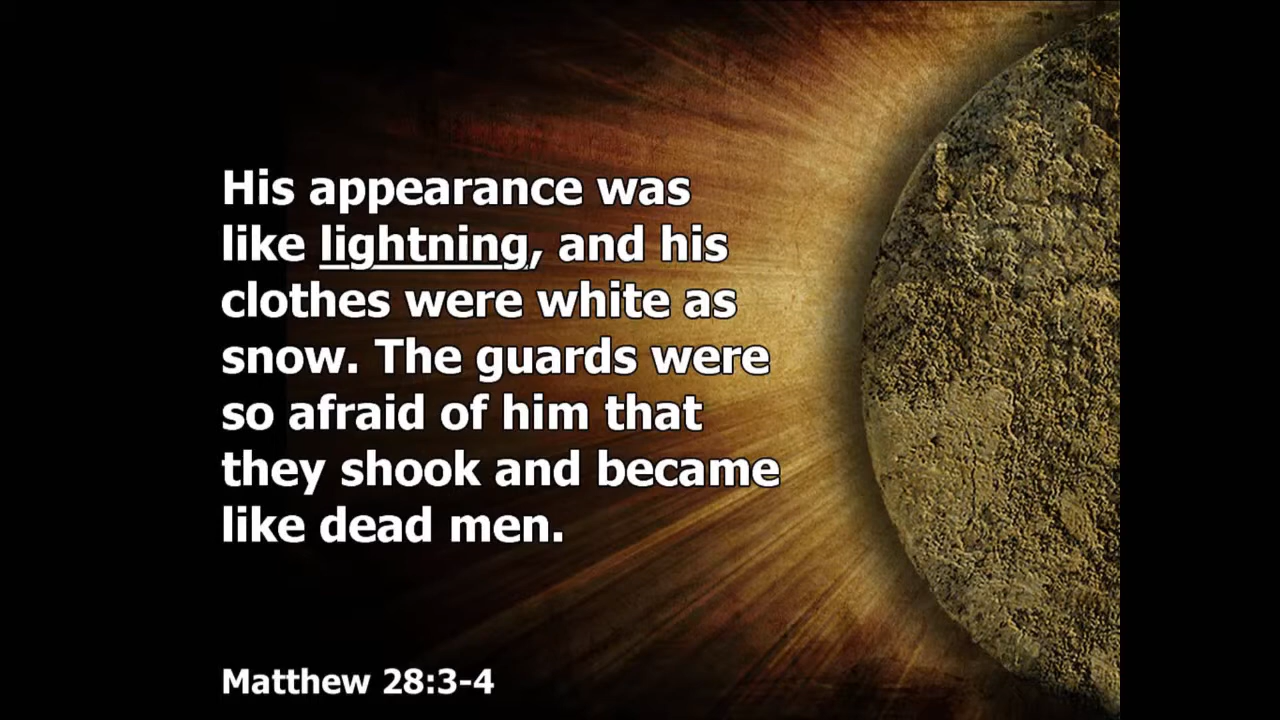 His appearance was
like lightning, and his
clothes were white as
snow. The guards were
so afraid of him that
they shook and became
like dead men.
Matthew 28:3-4